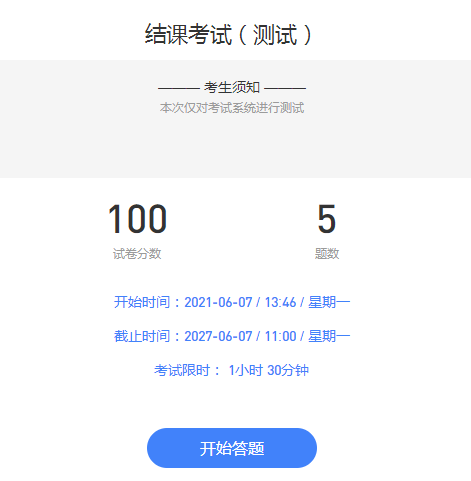 结课考试（测试）
——— 考生须知 ———
本次仅对考试系统进行测试
100 5
试卷分数 题数
开始时间：2021-06-07 / 13:46 / 星期一
截止时间：2027-06-07 / 11:00 / 星期一
考试限时： 1小时 30分钟
开始答题